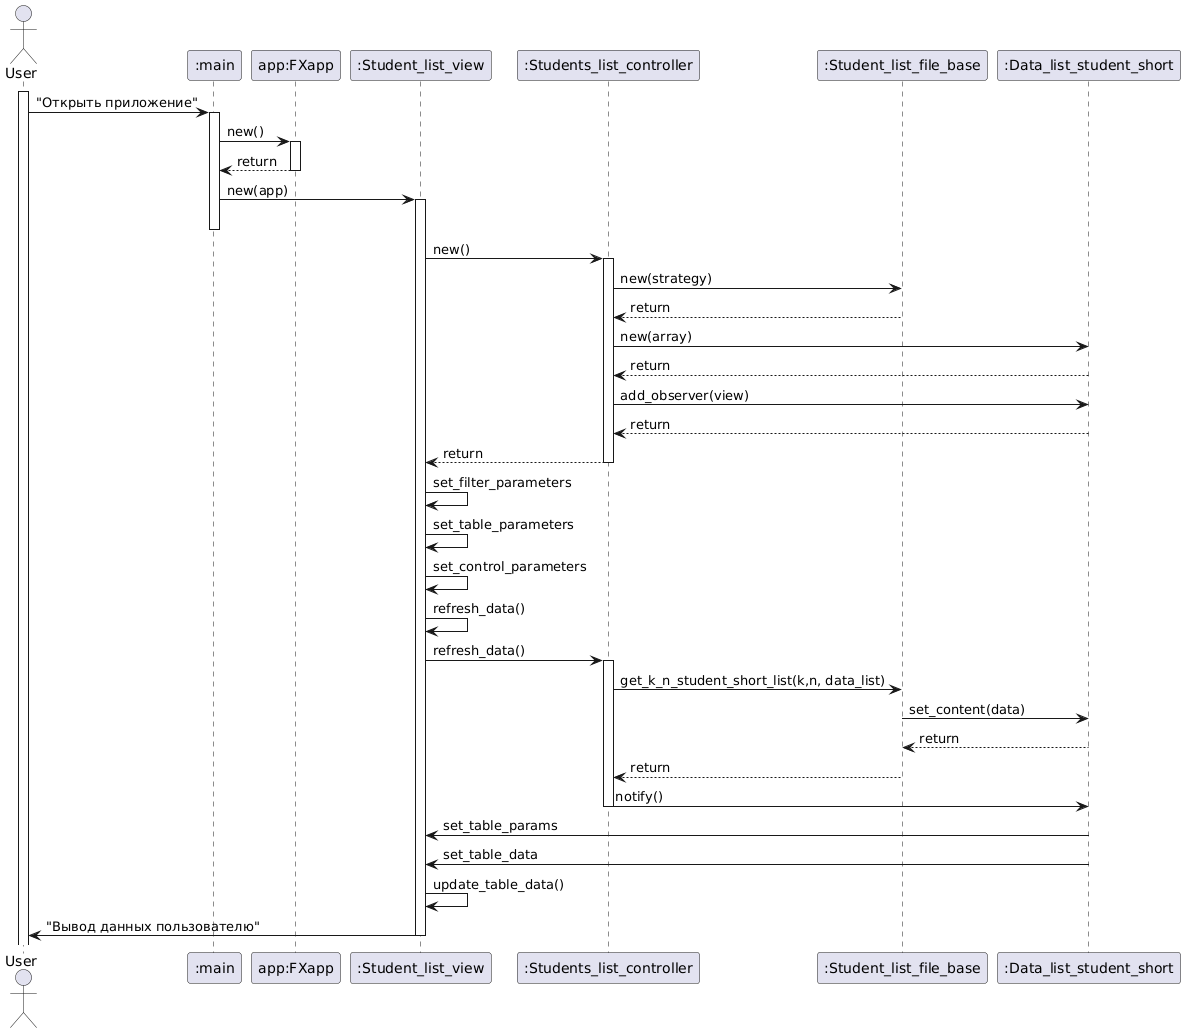 User
:main
app:FXapp
:Student_list_view
:Students_list_controller
:Student_list_file_base
:Data_list_student_short
"Открыть приложение"
new()
return
new(app)
new()
new(strategy)
return
new(array)
return
add_observer(view)
return
return
set_filter_parameters
set_table_parameters
set_control_parameters
refresh_data()
refresh_data()
get_k_n_student_short_list(k,n, data_list)
set_content(data)
return
return
notify()
set_table_params
set_table_data
update_table_data()
"Вывод данных пользователю"
User
:main
app:FXapp
:Student_list_view
:Students_list_controller
:Student_list_file_base
:Data_list_student_short